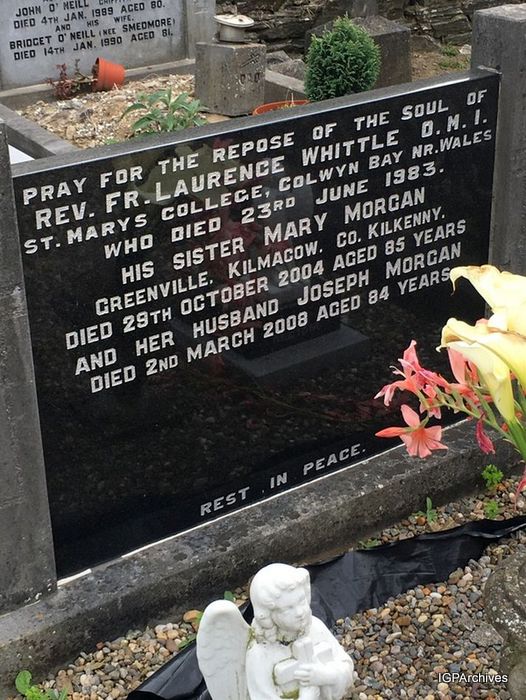 JOHN O'NEILL
DIED 4TH JAN. 1989 AGED 80.
AND HIS WIFE,
BRIDGET O'NEILL (NEE SMEDMORE)
DIED 14TH JAN. 1990 AGED 81.
PRAY FOR THE REPOSE OF THE SOUL OF
REV. FR. LAURENCE WHITTLE O.M.I.
ST. MARYS COLLEGE, COLWYN BAY NR. WALES
WHO DIED 23RD JUNE 1983.
HIS SISTER MARY MORGAN
GREENVILLE, KILMACOW, CO. KILKENNY.
DIED 29TH OCTOBER 2004 AGED 85 YEARS
AND HER HUSBAND JOSEPH MORGAN
DIED 2ND MARCH 2008 AGED 84 YEARS
REST IN PEACE.
IGPArchives